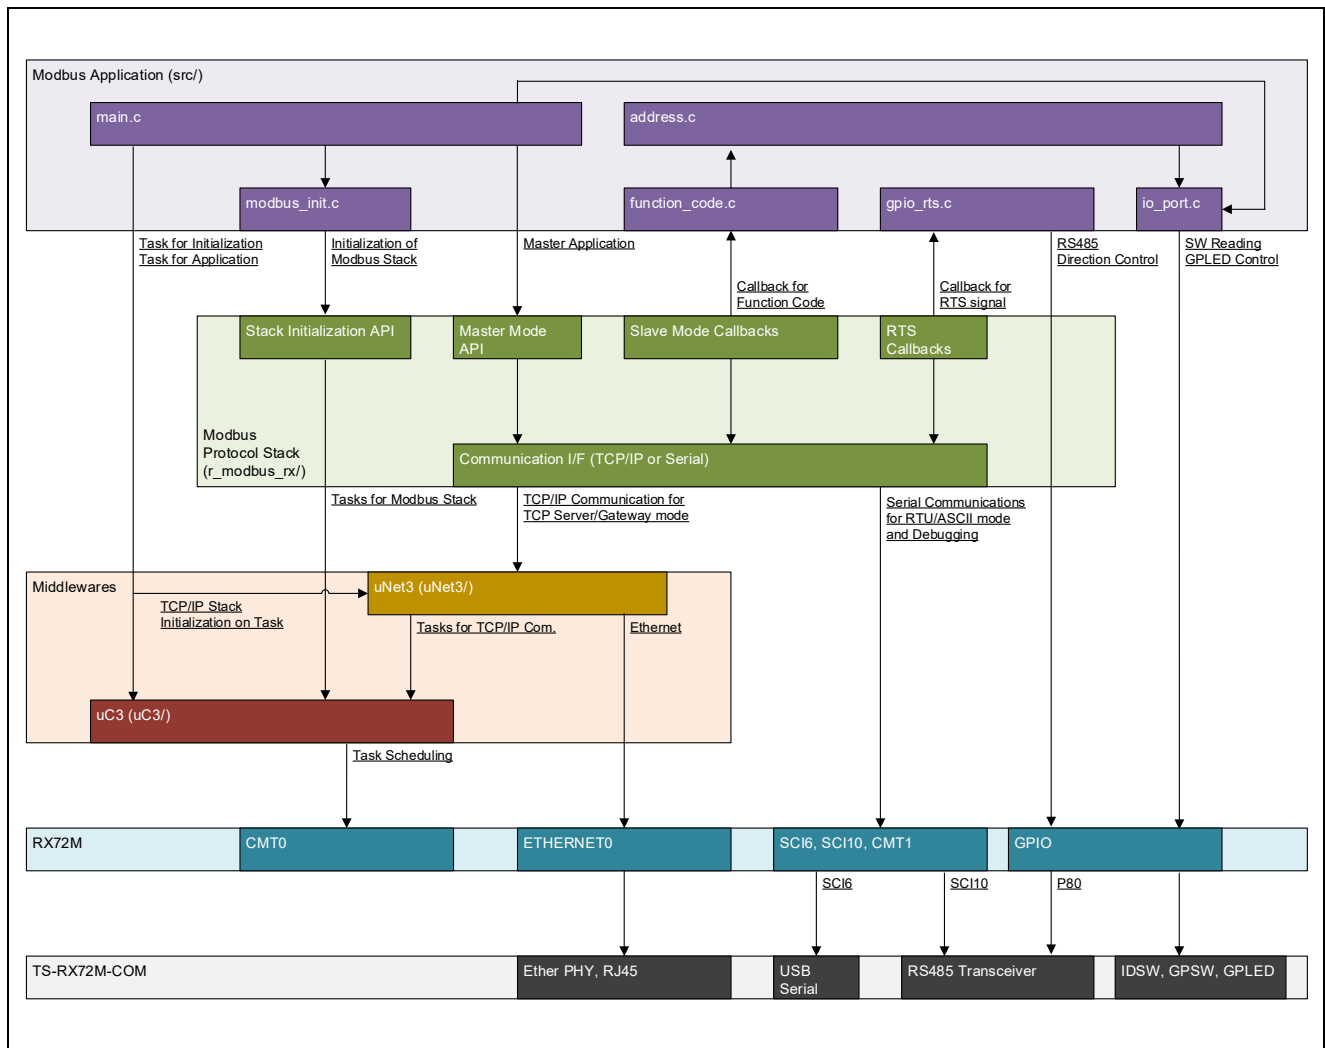 Modbus Application (src/)
main.c
address.c
modbus_init.c
function_code.c
gpio_rts.c
io_port.c
Task for Initialization
Task for Application
Initialization of
Modbus Stack
Master Application
RS485
Direction Control
SW Reading
GPLED Control
Callback for
Function Code
Callback for
RTS signal
Stack Initialization API
Master Mode
API
Slave Mode Callbacks
RTS
Callbacks
Modbus
Protocol Stack
(r_modbus_rx/)
Communication I/F (TCP/IP or Serial)
Tasks for Modbus Stack
TCP/IP Communication for
TCP Server/Gateway mode
Serial Communications
for RTU/ASCII mode
and Debugging
Middlewares
uNet3 (uNet3/)
TCP/IP Stack
Initialization on Task
Tasks for TCP/IP Com.
Ethernet
uC3 (uC3/)
Task Scheduling
RX72M
CMT0
ETHERNET0
SCI6, SCI10, CMT1
GPIO
SCI6
SCI10
P80
TS-RX72M-COM
Ether PHY, RJ45
USB
Serial
RS485 Transceiver
IDSW, GPSW, GPLED